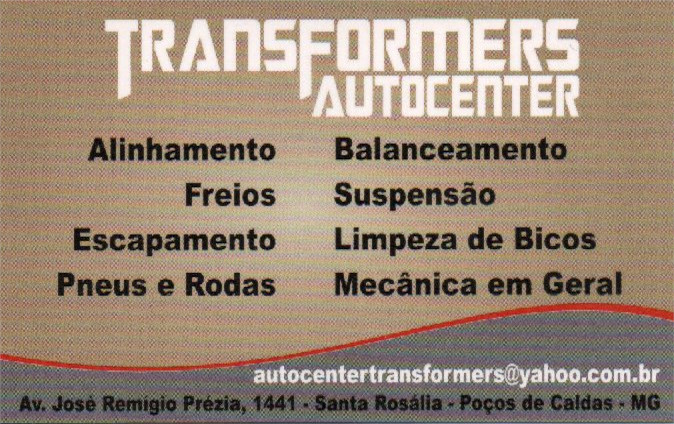 TRANSFORMERS
AUTOCENTER
Alinhamento Balanceamento
Freios Suspensão
Escapamento Limpeza de Bicos
Pneus e Rodas Mecânica em Geral
autocentertransformers@yahoo.com.br
Av. José Remígio Prézia, 1441 - Santa Rosália - Poços de Caldas - MG